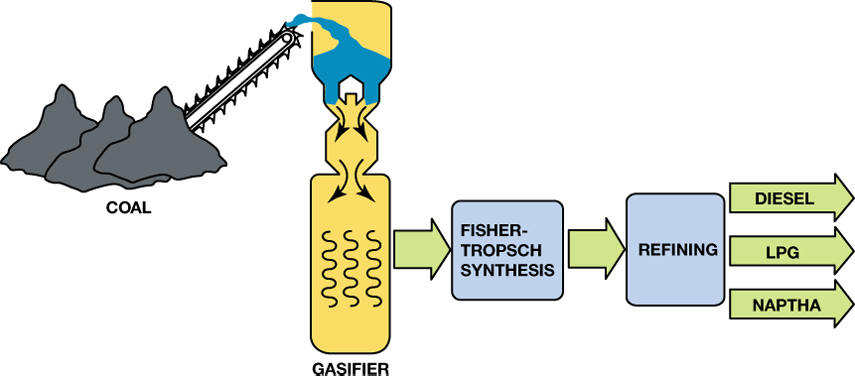 COAL
GASIFIER
FISHER-
TROPSCH
SYNTHESIS
REFINING
DIESEL
LPG
NAPTHA